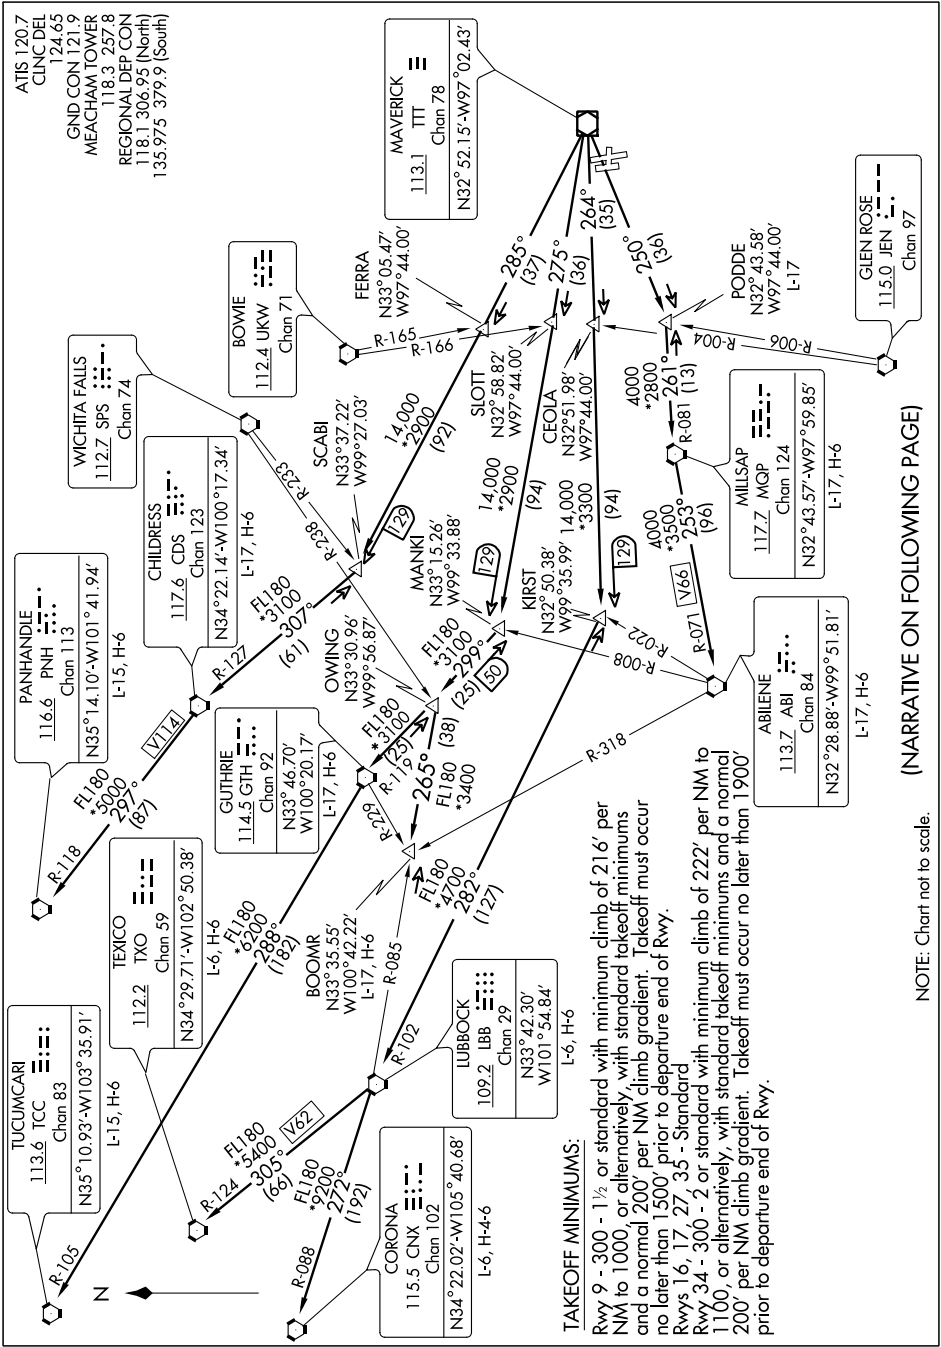 ATIS 120.7
CLNC DEL
124.65
GND CON 121.9
MEACHAM TOWER
118.3 257.8
REGIONAL DEP CON
118.1 306.95 (North)
135.975 379.9 (South)
MAVERICK
113.1 TTT
Chan 78
N32°52.15'-W97°02.43'
GLEN ROSE
115.0 JEN
Chan 97
BOWIE
112.4 UKW
Chan 71
WICHITA FALLS
112.7 SPS
Chan 74
CHILDRESS
117.6 CDS
Chan 123
N34°22.14'-W100°17.34'
L-17, H-6
PANHANDLE
116.6 PNH
Chan 113
N35°14.10'-W101°41.94'
L-15, H-6
TEXICO
112.2 TXO
Chan 59
N34°29.71'-W102°50.38'
L-6, H-6
TUCUMCARI
113.6 TCC
Chan 83
N35°10.93'-W103°35.91'
L-15, H-6
GUTHRIE
114.5 GTH
Chan 92
N33°46.70'
W100°20.17'
L-17, H-6
LUBBOCK
109.2 LBB
Chan 29
N33°42.30'
W101°54.84'
L-6, H-6
CORONA
115.5 CNX
Chan 102
N34°22.02'-W105°40.68'
L-6, H-4-6
ABILENE
113.7 ABI
Chan 84
N32°28.88'-W99°51.81'
L-17, H-6
MILLSAP
117.7 MQP
Chan 124
N32°43.57'-W97°59.85'
L-17, H-6
FERRA
N33°05.47'
W97°44.00'
SLOTT
N32°58.82'
W97°44.00'
CEOLA
N32°51.98'
W97°44.00'
PODDE
N32°43.58'
W97°44.00'
L-17
SCABI
N33°37.22'
W99°27.03'
MANKI
N33°15.26'
W99°33.88'
KIRST
N32°50.38'
W99°35.99'
OWING
N33°30.96'
W99°56.87'
BOOMR
N33°35.55'
W100°42.22'
L-17, H-6
285°
(37)
275°
(36)
264°
(35)
250°
(36)
R-165
R-166
R-004
R-006
14,000
*2900
(92)
129
14,000
*2900
(94)
129
14,000
*3300
(94)
129
4000
*2800
261°
(13)
R-081
4000
*3500
253°
(96)
V66
R-071
R-022
R-008
R-318
R-233
R-238
FL180
*3100
307°
(61)
R-127
V114
FL180
*5000
297°
(87)
R-118
FL180
*3100
299°
(25)
50
FL180
*3100
(25)
R-119
265°
(38)
FL180
*3400
R-229
R-085
FL180
*6200
288°
(182)
R-105
FL180
*4700
282°
(127)
R-102
V62
FL180
*5400
305°
(66)
R-124
FL180
*9200
272°
(192)
R-088
N
TAKEOFF MINIMUMS:
Rwy 9 - 300 - 1½ or standard with minimum climb of 216' per
NM to 1000, or alternatively, with standard takeoff minimums
and a normal 200' per NM climb gradient. Takeoff must occur
no later than 1500' prior to departure end of Rwy.
Rwys 16, 17, 27, 35 - Standard
Rwy 34 - 300 - 2 or standard with minimum climb of 222' per NM to
1100, or alternatively, with standard takeoff minimums and a normal
200' per NM climb gradient. Takeoff must occur no later than 1900'
prior to departure end of Rwy.
(NARRATIVE ON FOLLOWING PAGE)
NOTE: Chart not to scale.